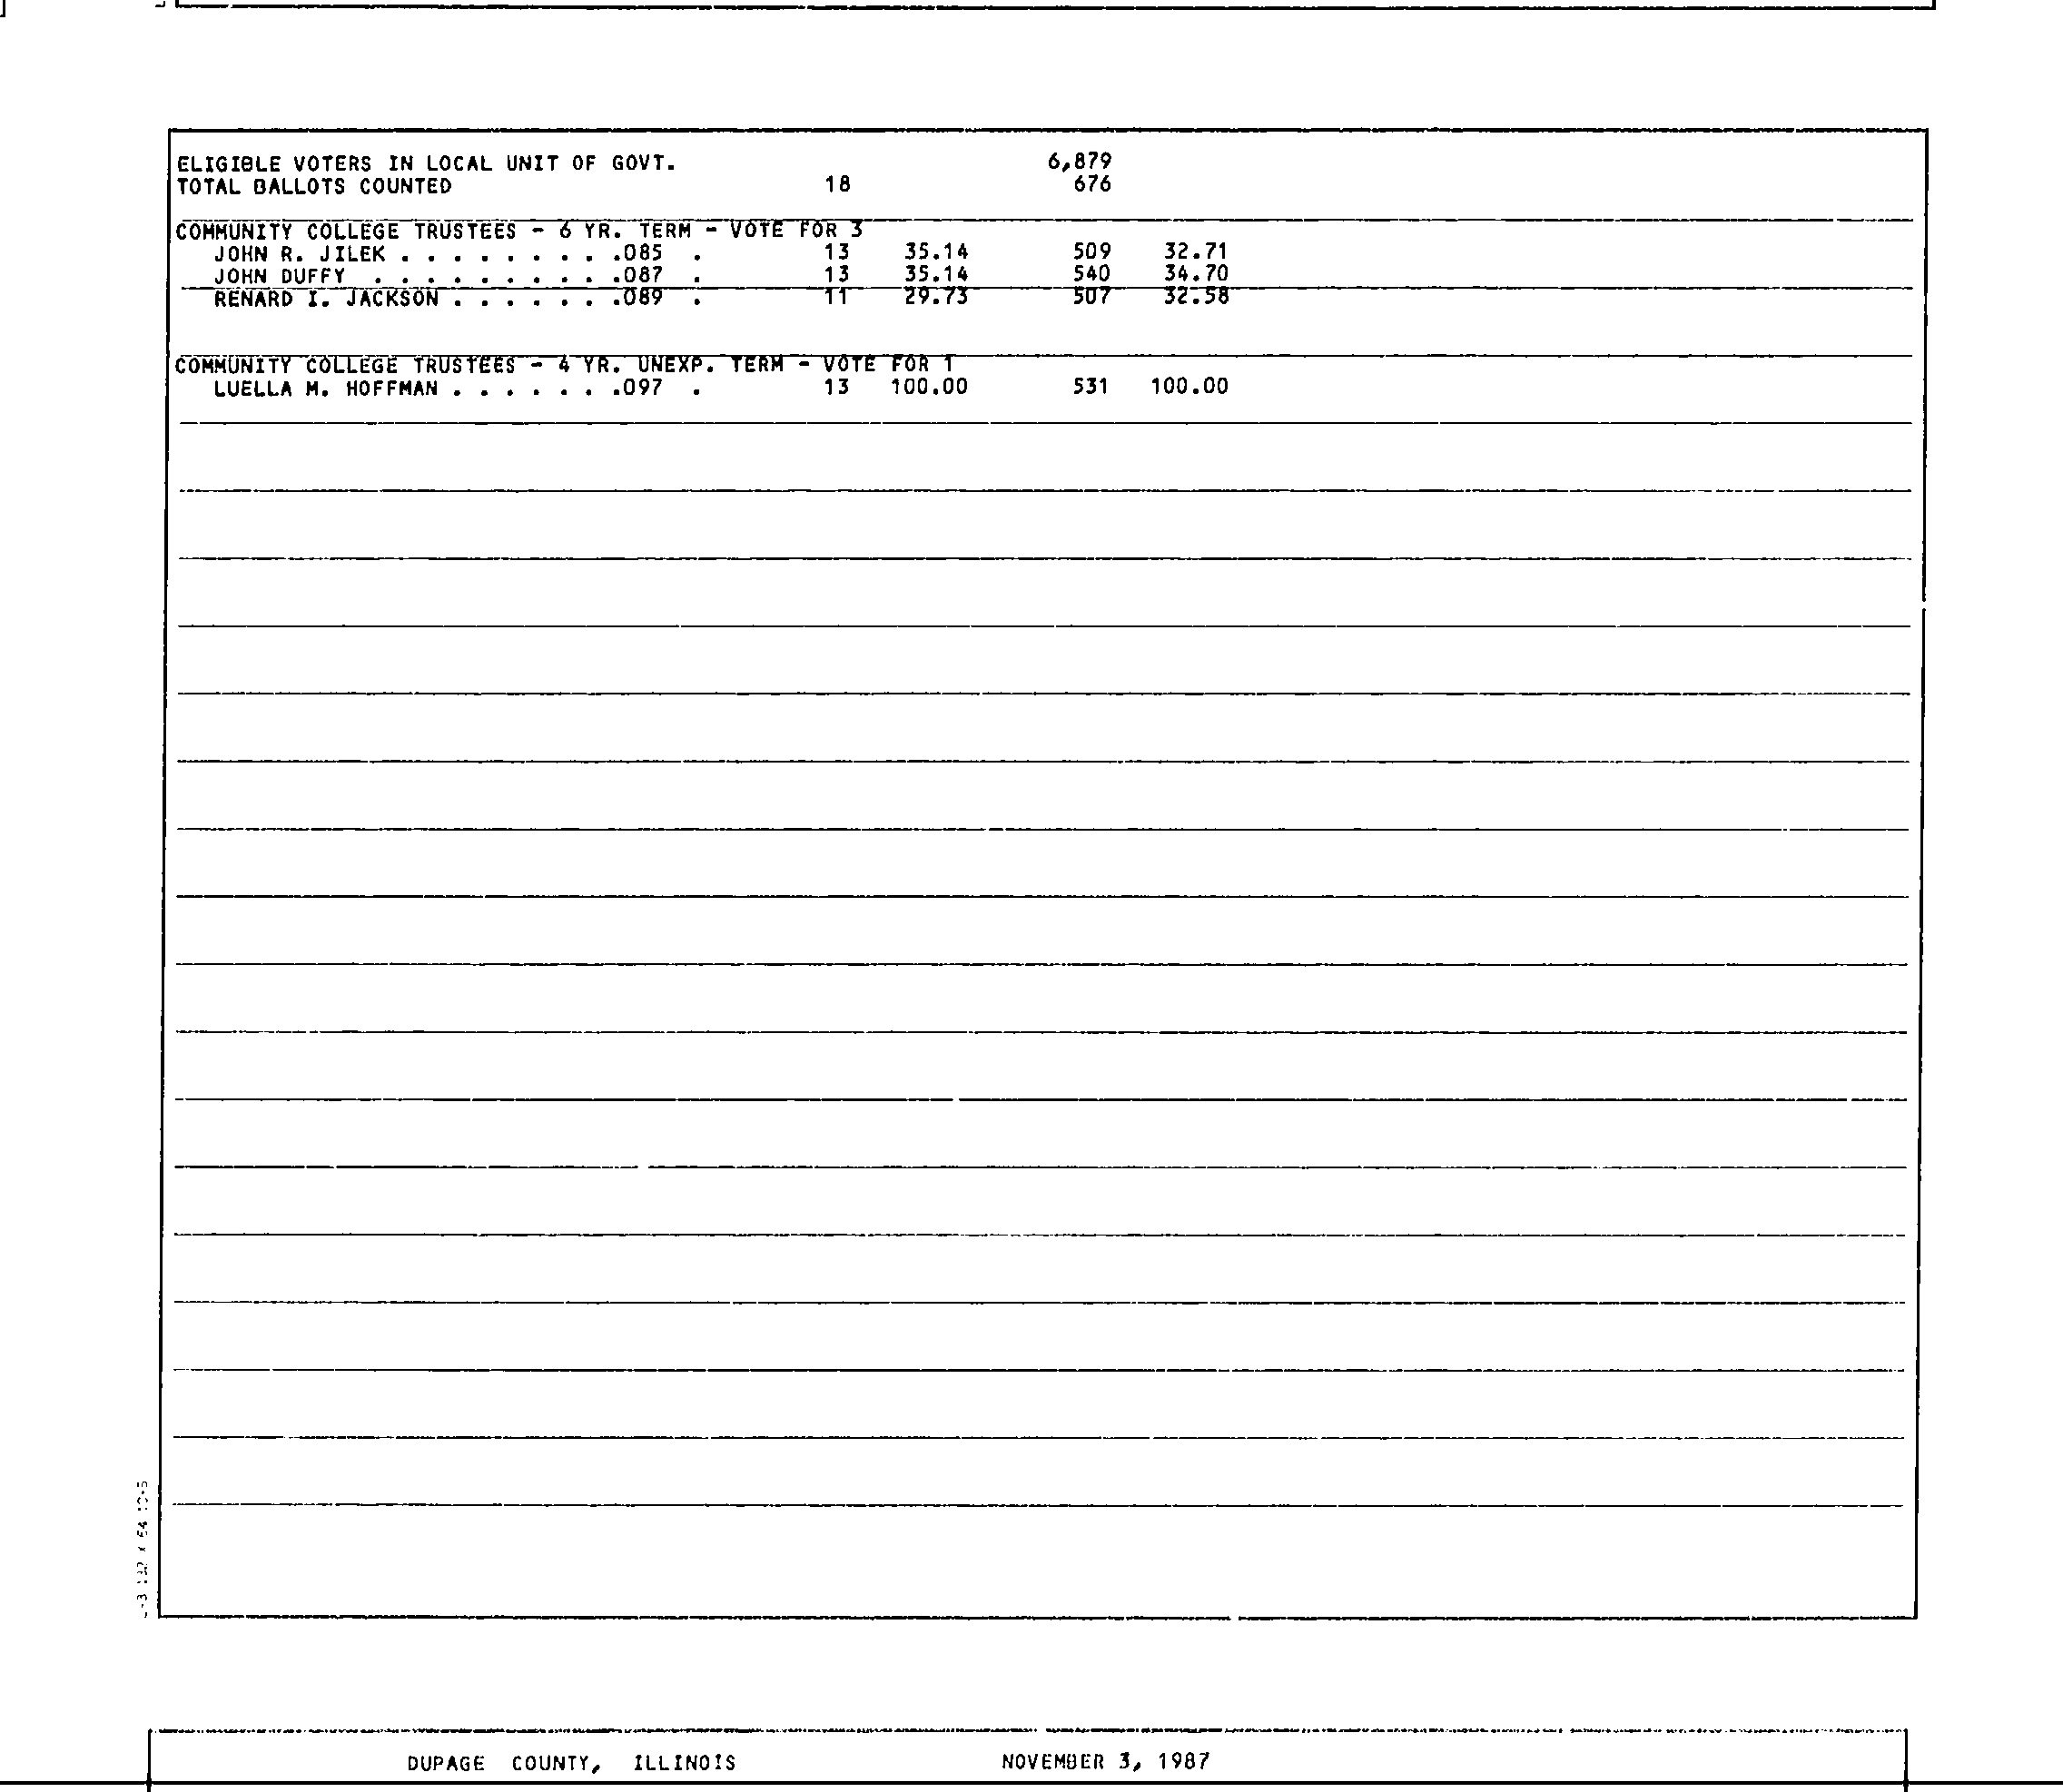 ELIGIBLE VOTERS IN LOCAL UNIT OF GOVT. 6,879
TOTAL BALLOTS COUNTED 18 676
COMMUNITY COLLEGE TRUSTEES - 6 YR. TERM - VOTE FOR 3
JOHN R. JILEK . . . . . . . . . .085 . 13 35.14 509 32.71
JOHN DUFFY . . . . . . . . . . .087 . 13 35.14 540 34.70
RENARD I. JACKSON . . . . . . .089 . 11 29.73 507 32.58
COMMUNITY COLLEGE TRUSTEES - 4 YR. UNEXP. TERM - VOTE FOR 1
LUELLA M. HOFFMAN . . . . . . .097 . 13 100.00 531 100.00
DUPAGE COUNTY, ILLINOIS NOVEMBER 3, 1987